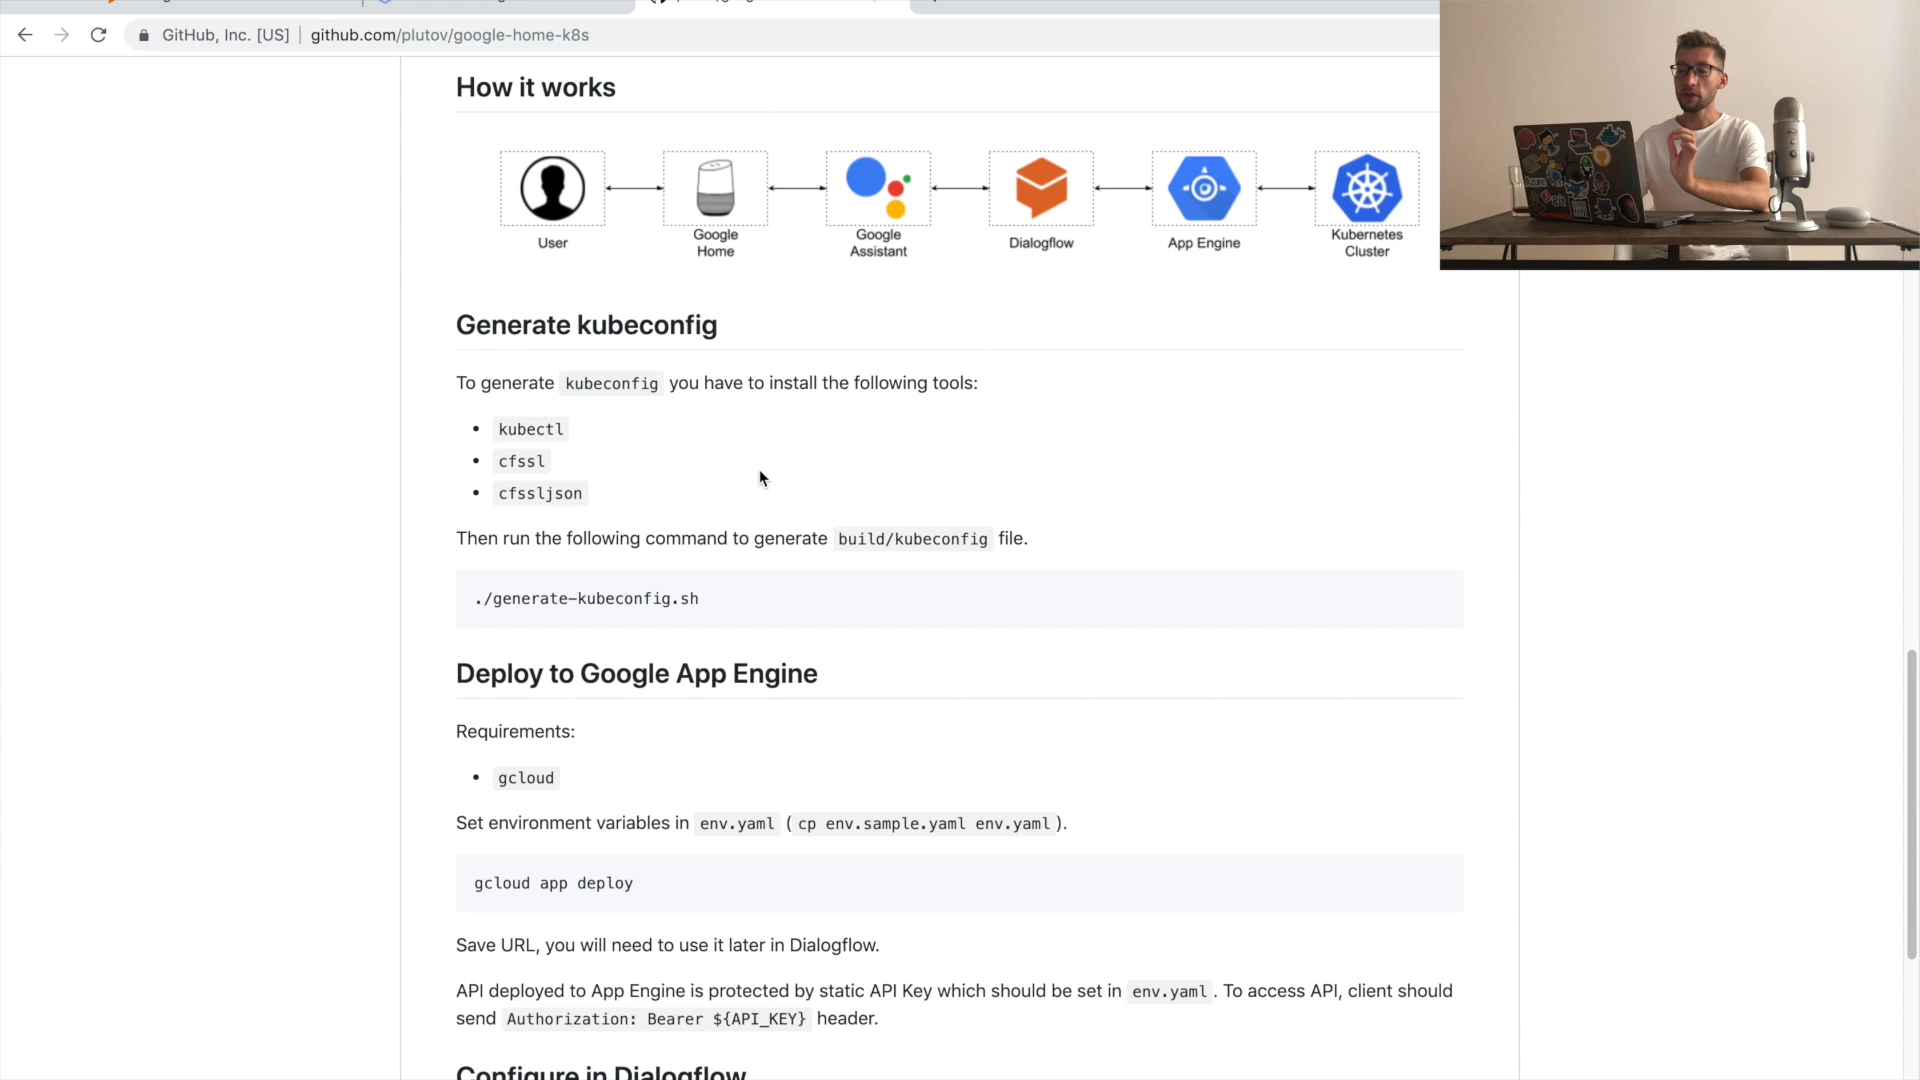 GitHub, Inc. [US]
github.com/plutov/google-home-k8s
How it works
User
Google
Home
Google
Assistant
Dialogflow
App Engine
Kubernetes
Cluster
Generate kubeconfig
To generate kubeconfig you have to install the following tools:
• kubectl
• cfssl
• cfssljson
Then run the following command to generate build/kubeconfig file.
./generate-kubeconfig.sh
Deploy to Google App Engine
Requirements:
• gcloud
Set environment variables in env.yaml ( cp env.sample.yaml env.yaml ).
gcloud app deploy
Save URL, you will need to use it later in Dialogflow.
API deployed to App Engine is protected by static API Key which should be set in env.yaml . To access API, client should
send Authorization: Bearer ${API_KEY} header.
Configure in Dialogflow